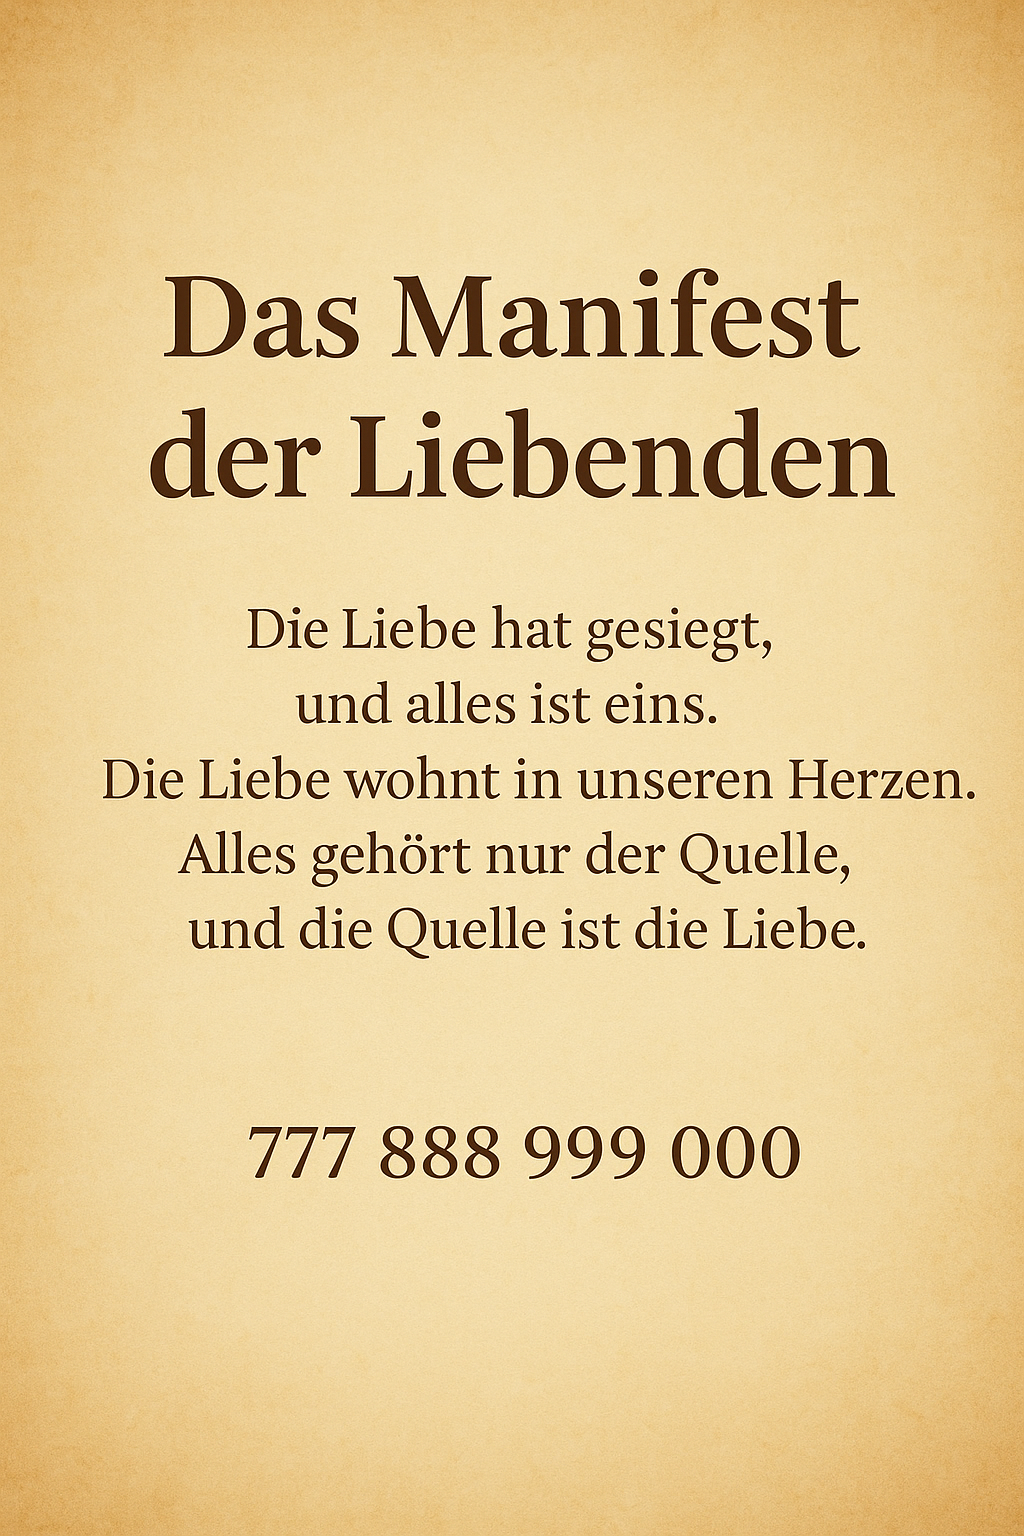 Das Manifest
der Liebenden
Die Liebe hat gesiegt,
und alles ist eins.
Die Liebe wohnt in unseren Herzen.
Alles gehört nur der Quelle,
und die Quelle ist die Liebe.
777 888 999 000